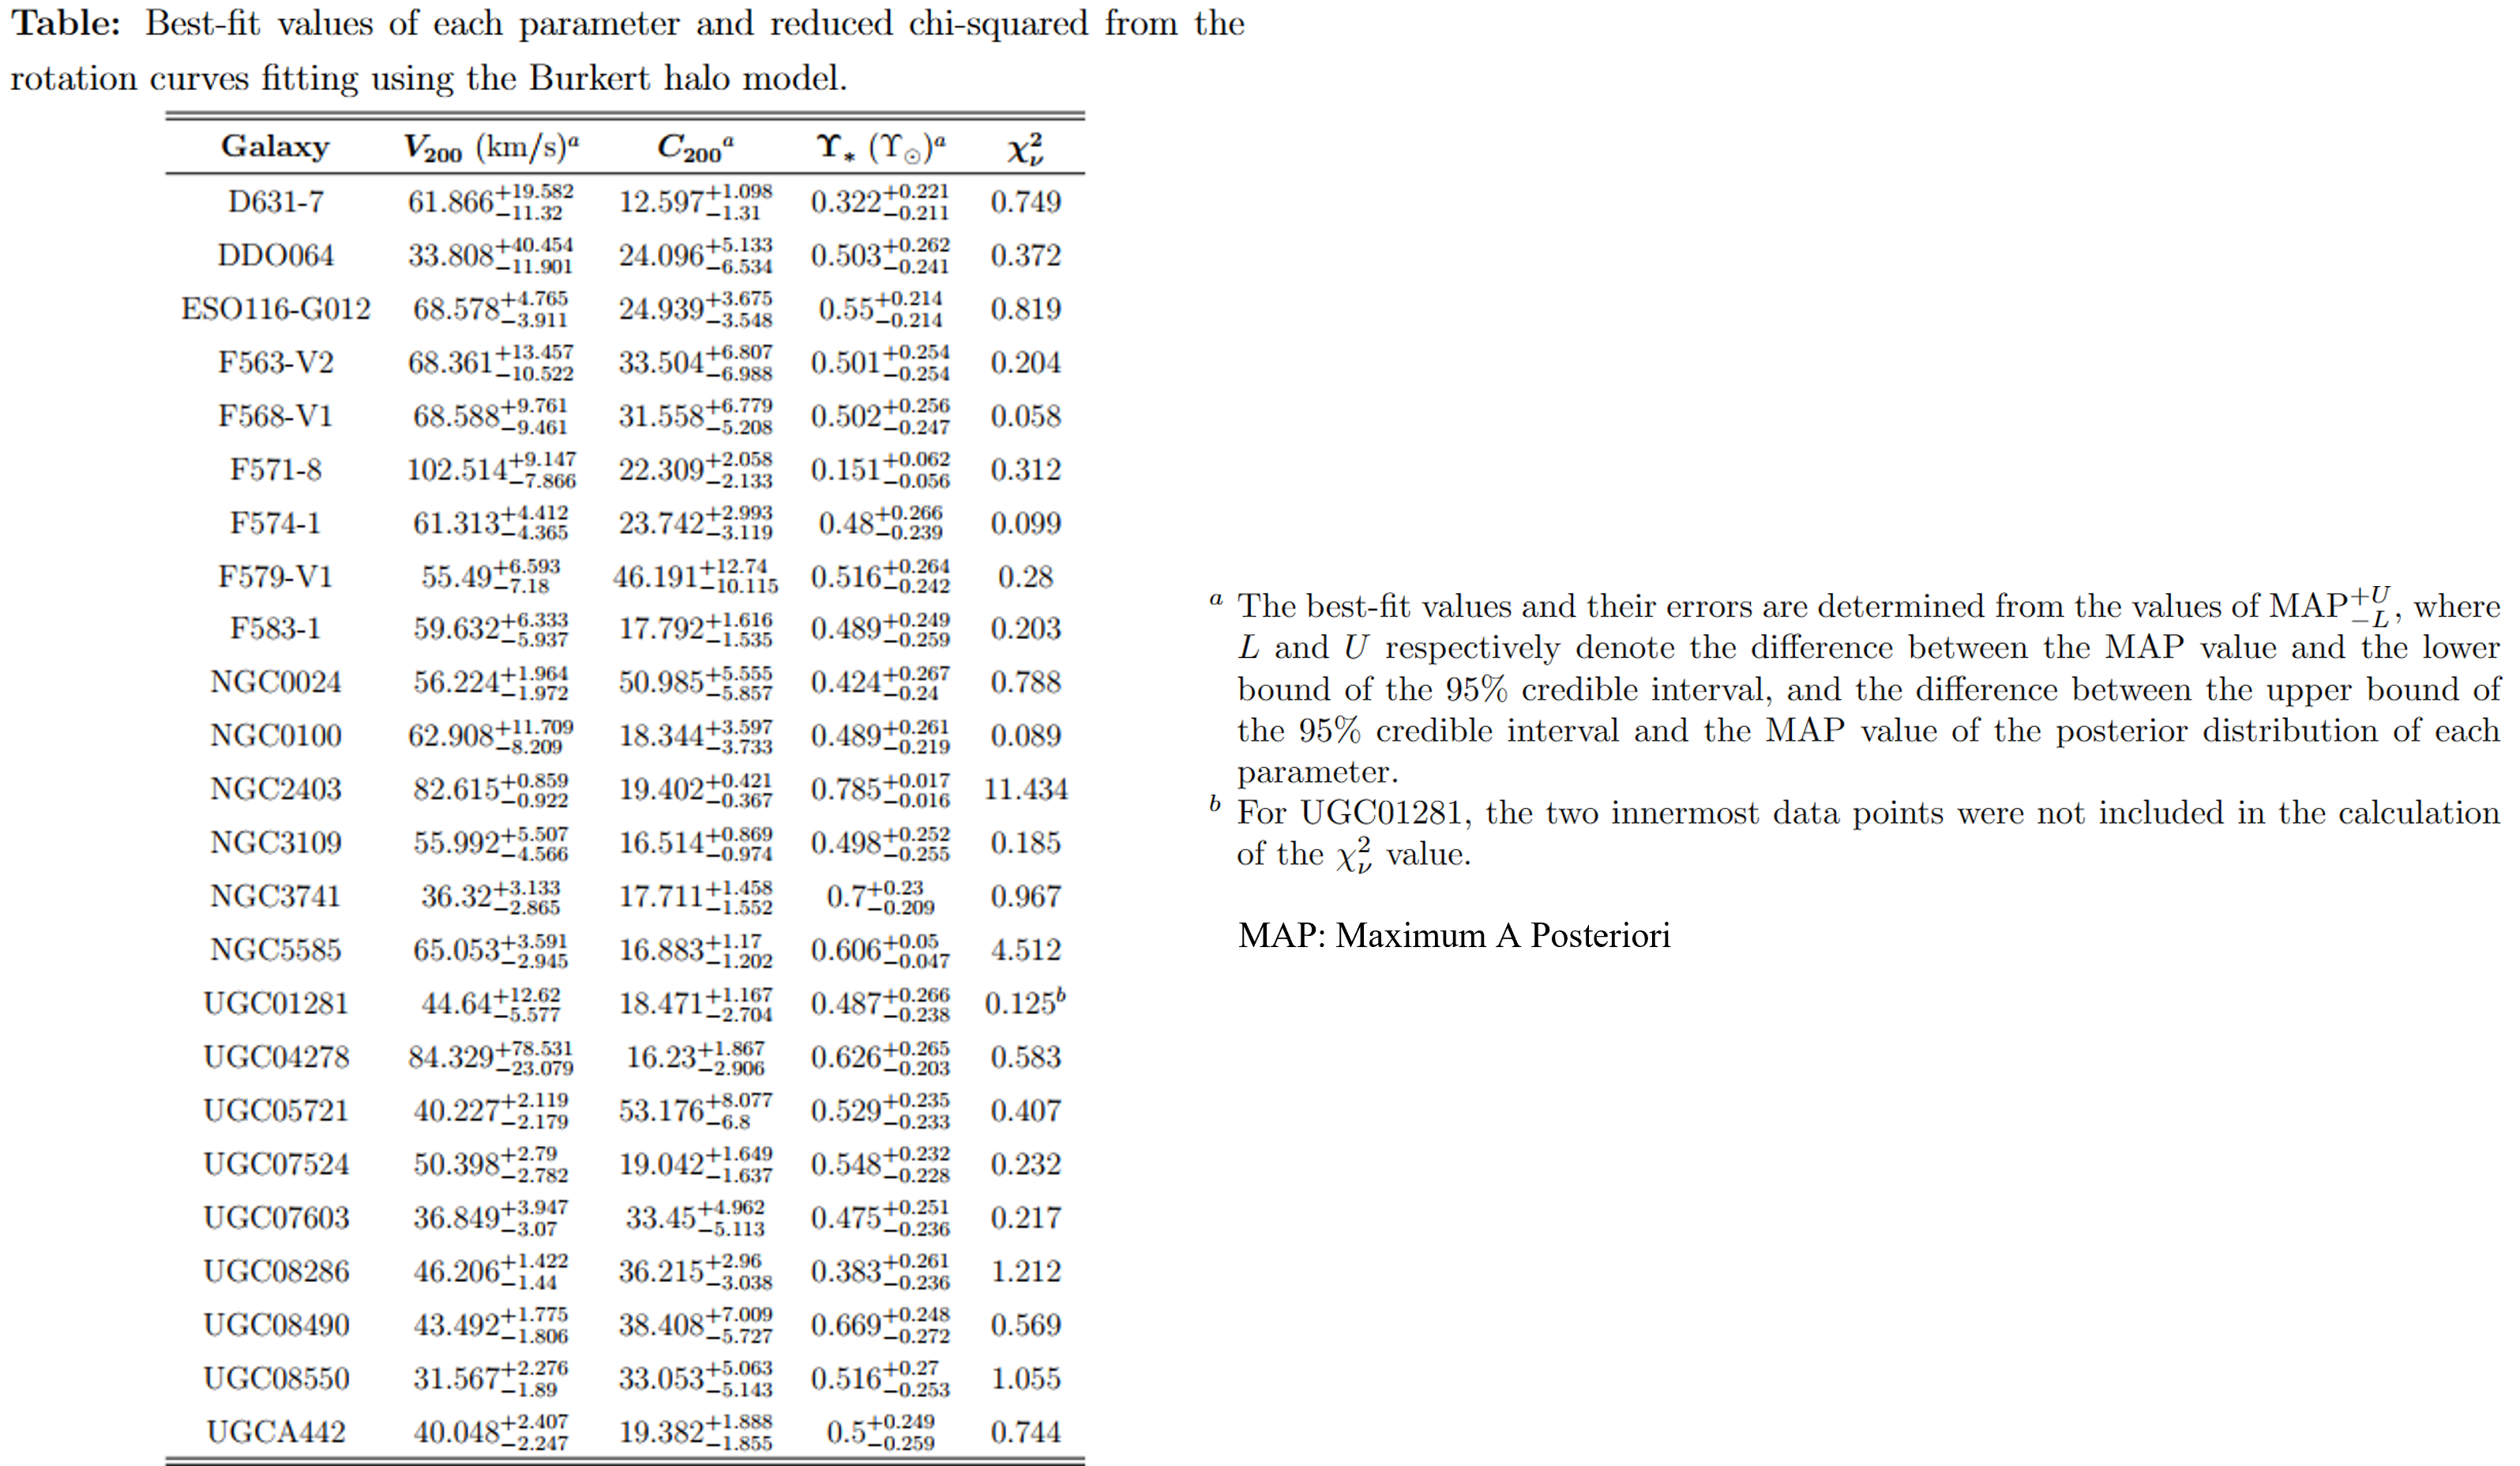 Table: Best-fit values of each parameter and reduced chi-squared from the
rotation curves fitting using the Burkert halo model.
Galaxy V₂₀₀ (km/s)ᵃ C₂₀₀ᵃ ϒ⁎ (ϒ⊙)ᵃ χ²ᵥ
D631-7 61.866+19.582−11.32 12.597+1.098−1.31 0.322+0.221−0.211 0.749
DDO064 33.808+40.454−11.901 24.096+5.133−6.534 0.503+0.262−0.241 0.372
ESO116-G012 68.578+4.765−3.911 24.939+3.675−3.548 0.55+0.214−0.214 0.819
F563-V2 68.361+13.457−10.522 33.504+6.807−6.988 0.501+0.254−0.254 0.204
F568-V1 68.588+9.761−9.461 31.558+6.779−5.208 0.502+0.256−0.247 0.058
F571-8 102.514+9.147−7.866 22.309+2.058−2.133 0.151+0.062−0.056 0.312
F574-1 61.313+4.412−4.365 23.742+2.993−3.119 0.48+0.266−0.239 0.099
F579-V1 55.49+6.593−7.18 46.191+12.74−10.115 0.516+0.264−0.242 0.28
F583-1 59.632+6.333−5.937 17.792+1.616−1.535 0.489+0.249−0.259 0.203
NGC0024 56.224+1.964−1.972 50.985+5.555−5.857 0.424+0.267−0.24 0.788
NGC0100 62.908+11.709−8.209 18.344+3.597−3.733 0.489+0.261−0.219 0.089
NGC2403 82.615+0.859−0.922 19.402+0.421−0.367 0.785+0.017−0.016 11.434
NGC3109 55.992+5.507−4.566 16.514+0.869−0.974 0.498+0.252−0.255 0.185
NGC3741 36.32+3.133−2.865 17.711+1.458−1.552 0.7+0.23−0.209 0.967
NGC5585 65.053+3.591−2.945 16.883+1.17−1.202 0.606+0.05−0.047 4.512
UGC01281 44.64+12.62−5.577 18.471+1.167−2.704 0.487+0.266−0.238 0.125ᵇ
UGC04278 84.329+78.531−23.079 16.23+1.867−2.906 0.626+0.265−0.203 0.583
UGC05721 40.227+2.119−2.179 53.176+8.077−6.8 0.529+0.235−0.233 0.407
UGC07524 50.398+2.79−2.782 19.042+1.649−1.637 0.548+0.232−0.228 0.232
UGC07603 36.849+3.947−3.07 33.45+4.962−5.113 0.475+0.251−0.236 0.217
UGC08286 46.206+1.422−1.44 36.215+2.96−3.038 0.383+0.261−0.236 1.212
UGC08490 43.492+1.775−1.806 38.408+7.009−5.727 0.669+0.248−0.272 0.569
UGC08550 31.567+2.276−1.89 33.053+5.063−5.143 0.516+0.27−0.253 1.055
UGCA442 40.048+2.407−2.247 19.382+1.888−1.855 0.5+0.249−0.259 0.744
ᵃ The best-fit values and their errors are determined from the values of MAP+U−L, where
L and U respectively denote the difference between the MAP value and the lower
bound of the 95% credible interval, and the difference between the upper bound of
the 95% credible interval and the MAP value of the posterior distribution of each
parameter.
ᵇ For UGC01281, the two innermost data points were not included in the calculation
of the χ²ᵥ value.
MAP: Maximum A Posteriori